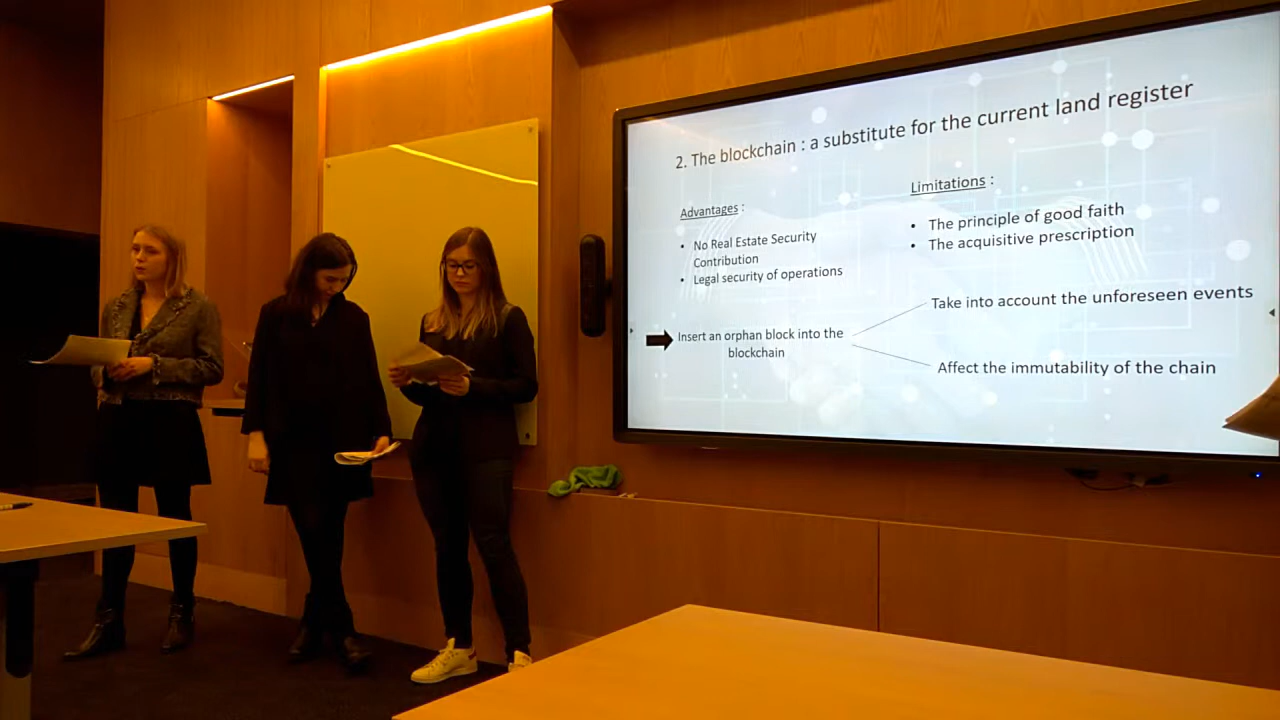 2. The blockchain : a substitute for the current land register
Advantages :
• No Real Estate Security
Contribution
• Legal security of operations
Limitations :
• The principle of good faith
• The acquisitive prescription
Insert an orphan block into the
blockchain
Take into account the unforeseen events
Affect the immutability of the chain